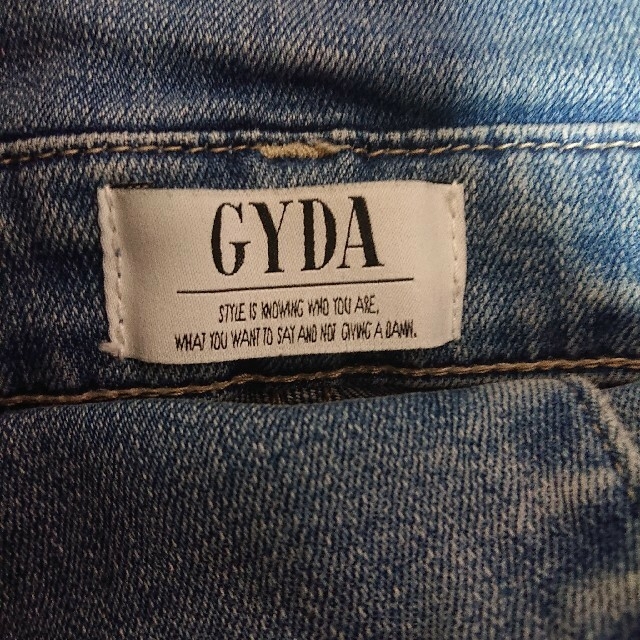 GYDA
STYLE IS KNOWING WHO YOU ARE,
WHAT YOU WANT TO SAY AND NOT GIVING A DAMN.